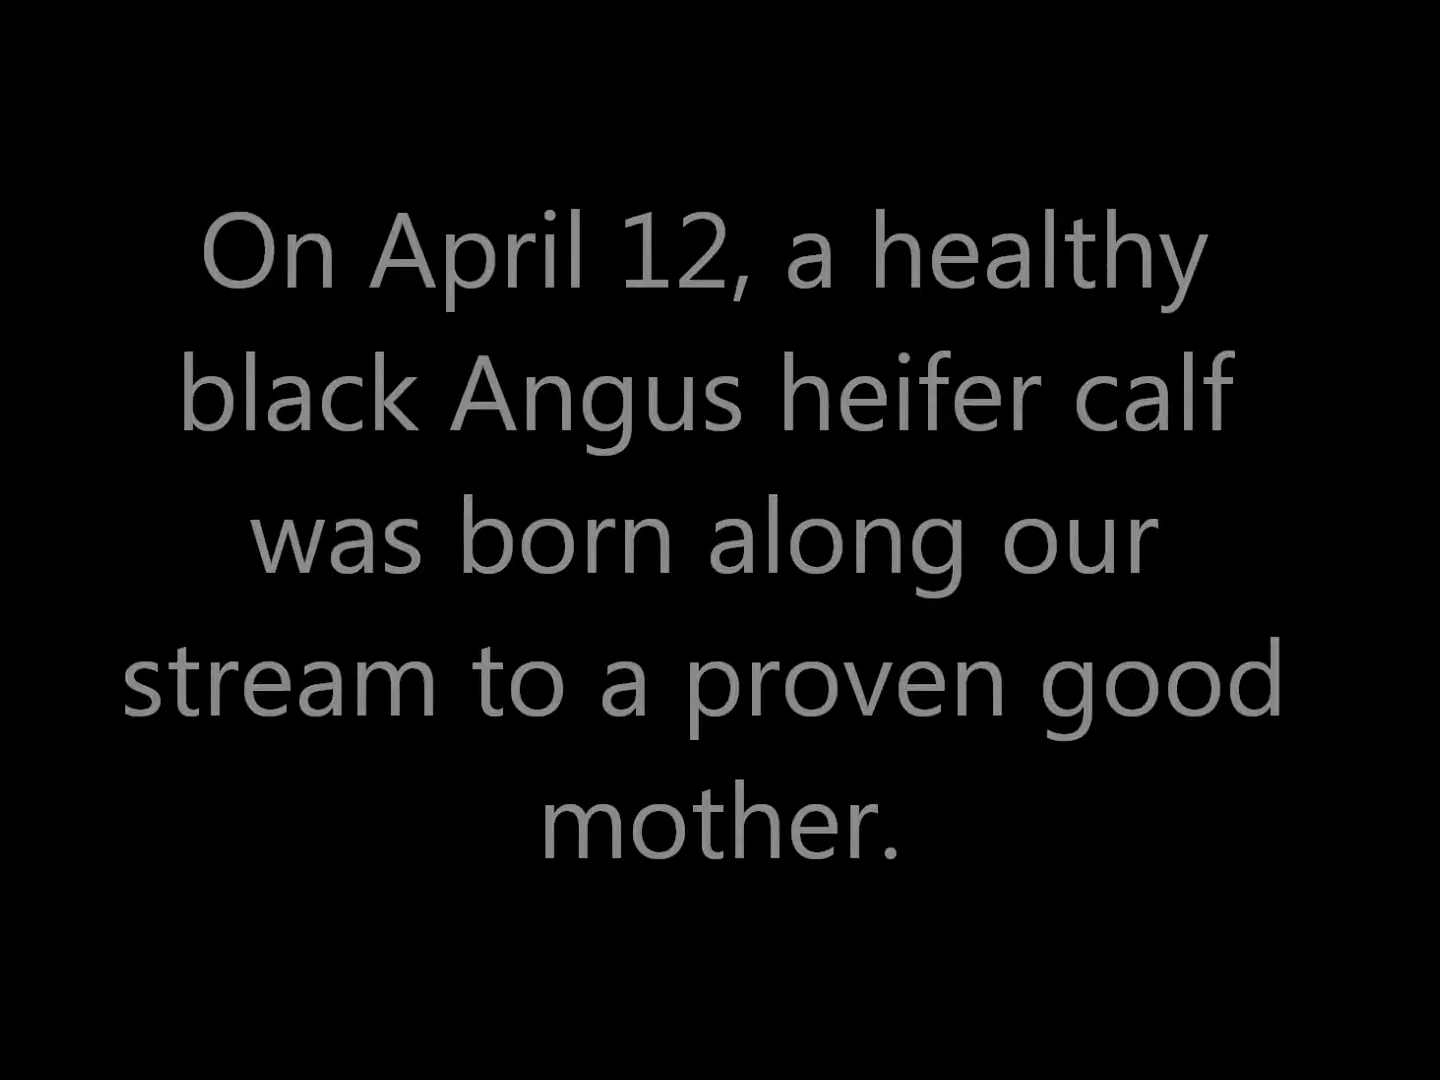 On April 12, a healthy
black Angus heifer calf
was born along our
stream to a proven good
mother.